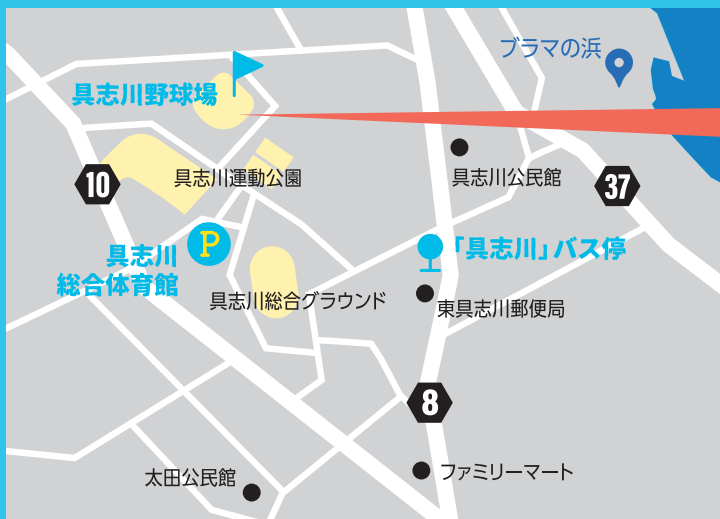 ブラマの浜
具志川野球場
10
具志川運動公園
具志川公民館
37
P
具志川
総合体育館
「具志川」バス停
具志川総合グラウンド
東具志川郵便局
8
太田公民館
ファミリーマート